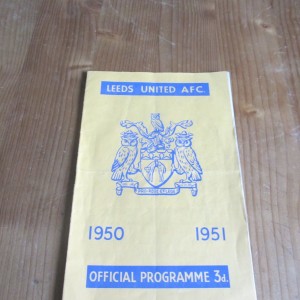 LEEDS UNITED A.F.C.
1950 1951
OFFICIAL PROGRAMME 3d.